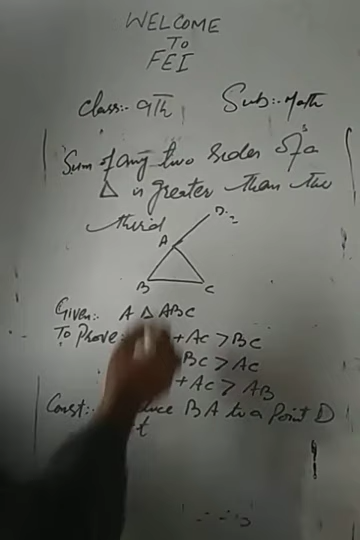 WELCOME
To
FEI
Class:- 9Th Sub:- Math
Sum of any two sides of a
Δ is greater than the
third
D
A
B C
Given:- A Δ ABC
To Prove:- + AC > BC
BC > AC
+ AC > AB
Const:- BA to a Point D
t